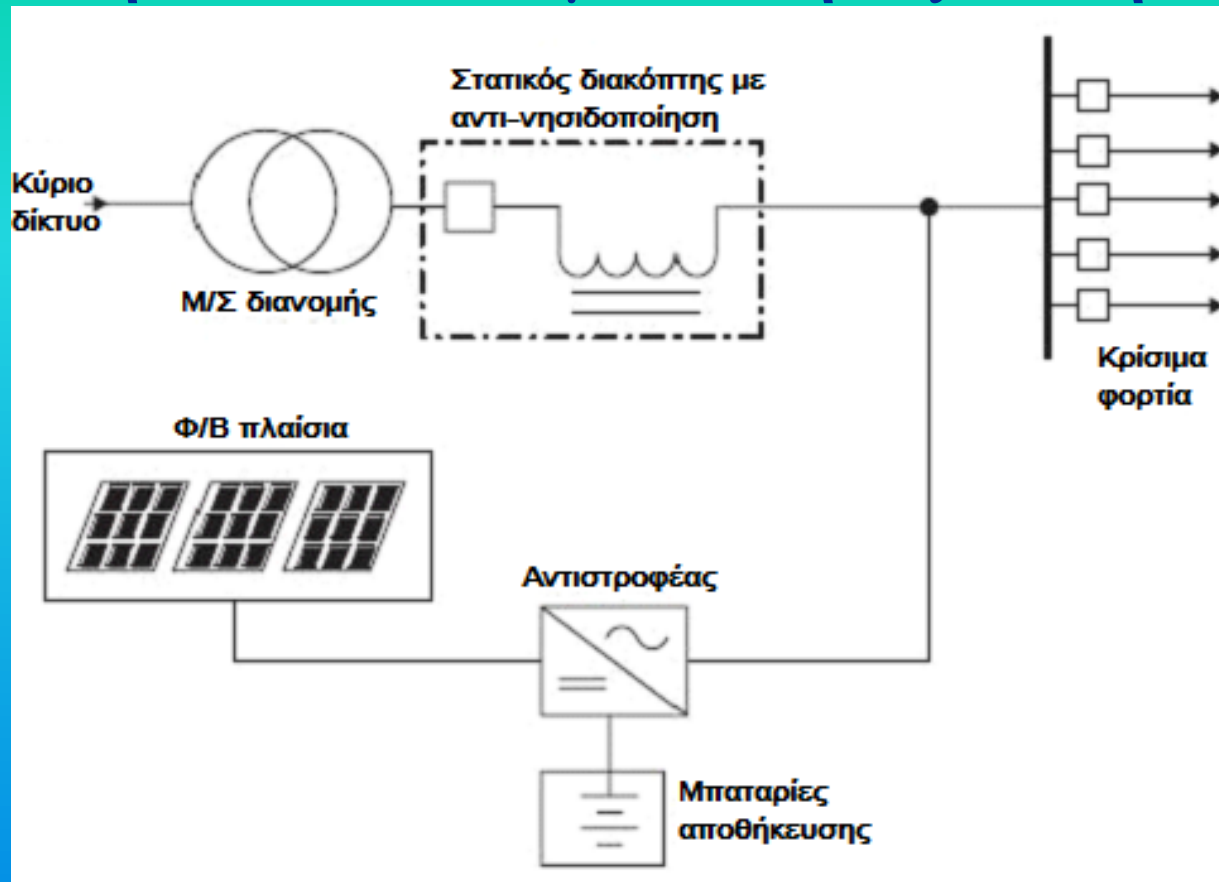 Στατικός διακόπτης με
αντι-νησιδοποίηση
Κύριο
δίκτυο
Μ/Σ διανομής
Κρίσιμα
φορτία
Φ/Β πλαίσια
Αντιστροφέας
Μπαταρίες
αποθήκευσης